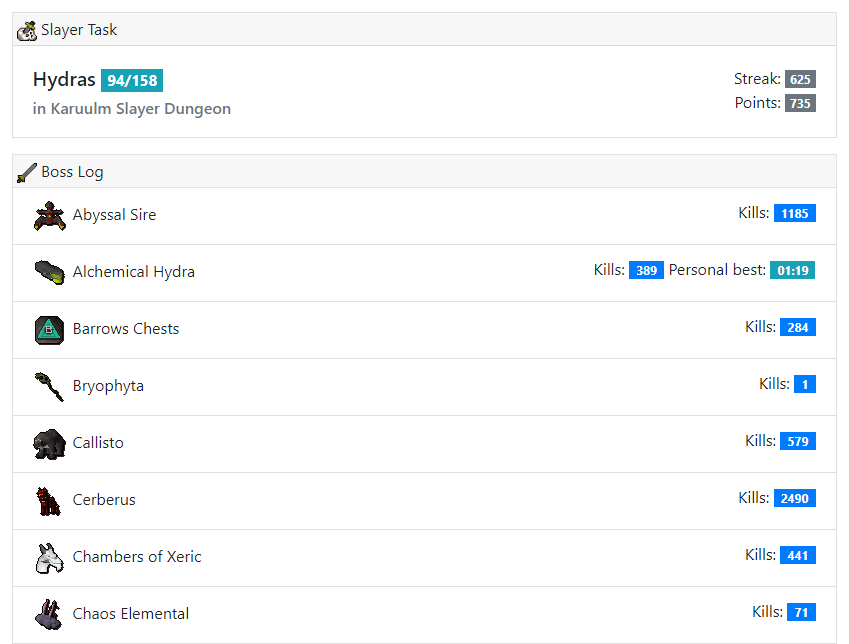 Slayer Task
Hydras 94/158
in Karuulm Slayer Dungeon
Streak: 625
Points: 735
Boss Log
Abyssal Sire Kills: 1185
Alchemical Hydra Kills: 389 Personal best: 01:19
Barrows Chests Kills: 284
Bryophyta Kills: 1
Callisto Kills: 579
Cerberus Kills: 2490
Chambers of Xeric Kills: 441
Chaos Elemental Kills: 71